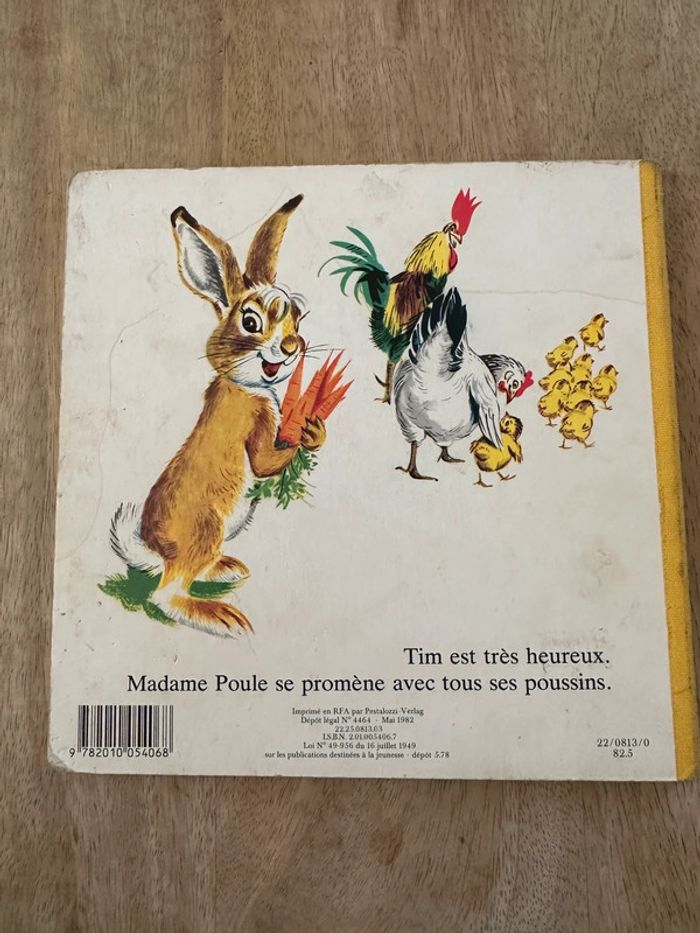 Tim est très heureux.
Madame Poule se promène avec tous ses poussins.
Imprimé en RFA par Pestalozzi-Verlag
Dépôt légal N° 4464 - Mai 1982
22.25.0813.03
I.S.B.N. 2.01.005406.7
Loi N° 49-956 du 16 juillet 1949
sur les publications destinées à la jeunesse - dépôt 5.78
9 782010 054068
22/0813/0
82.5